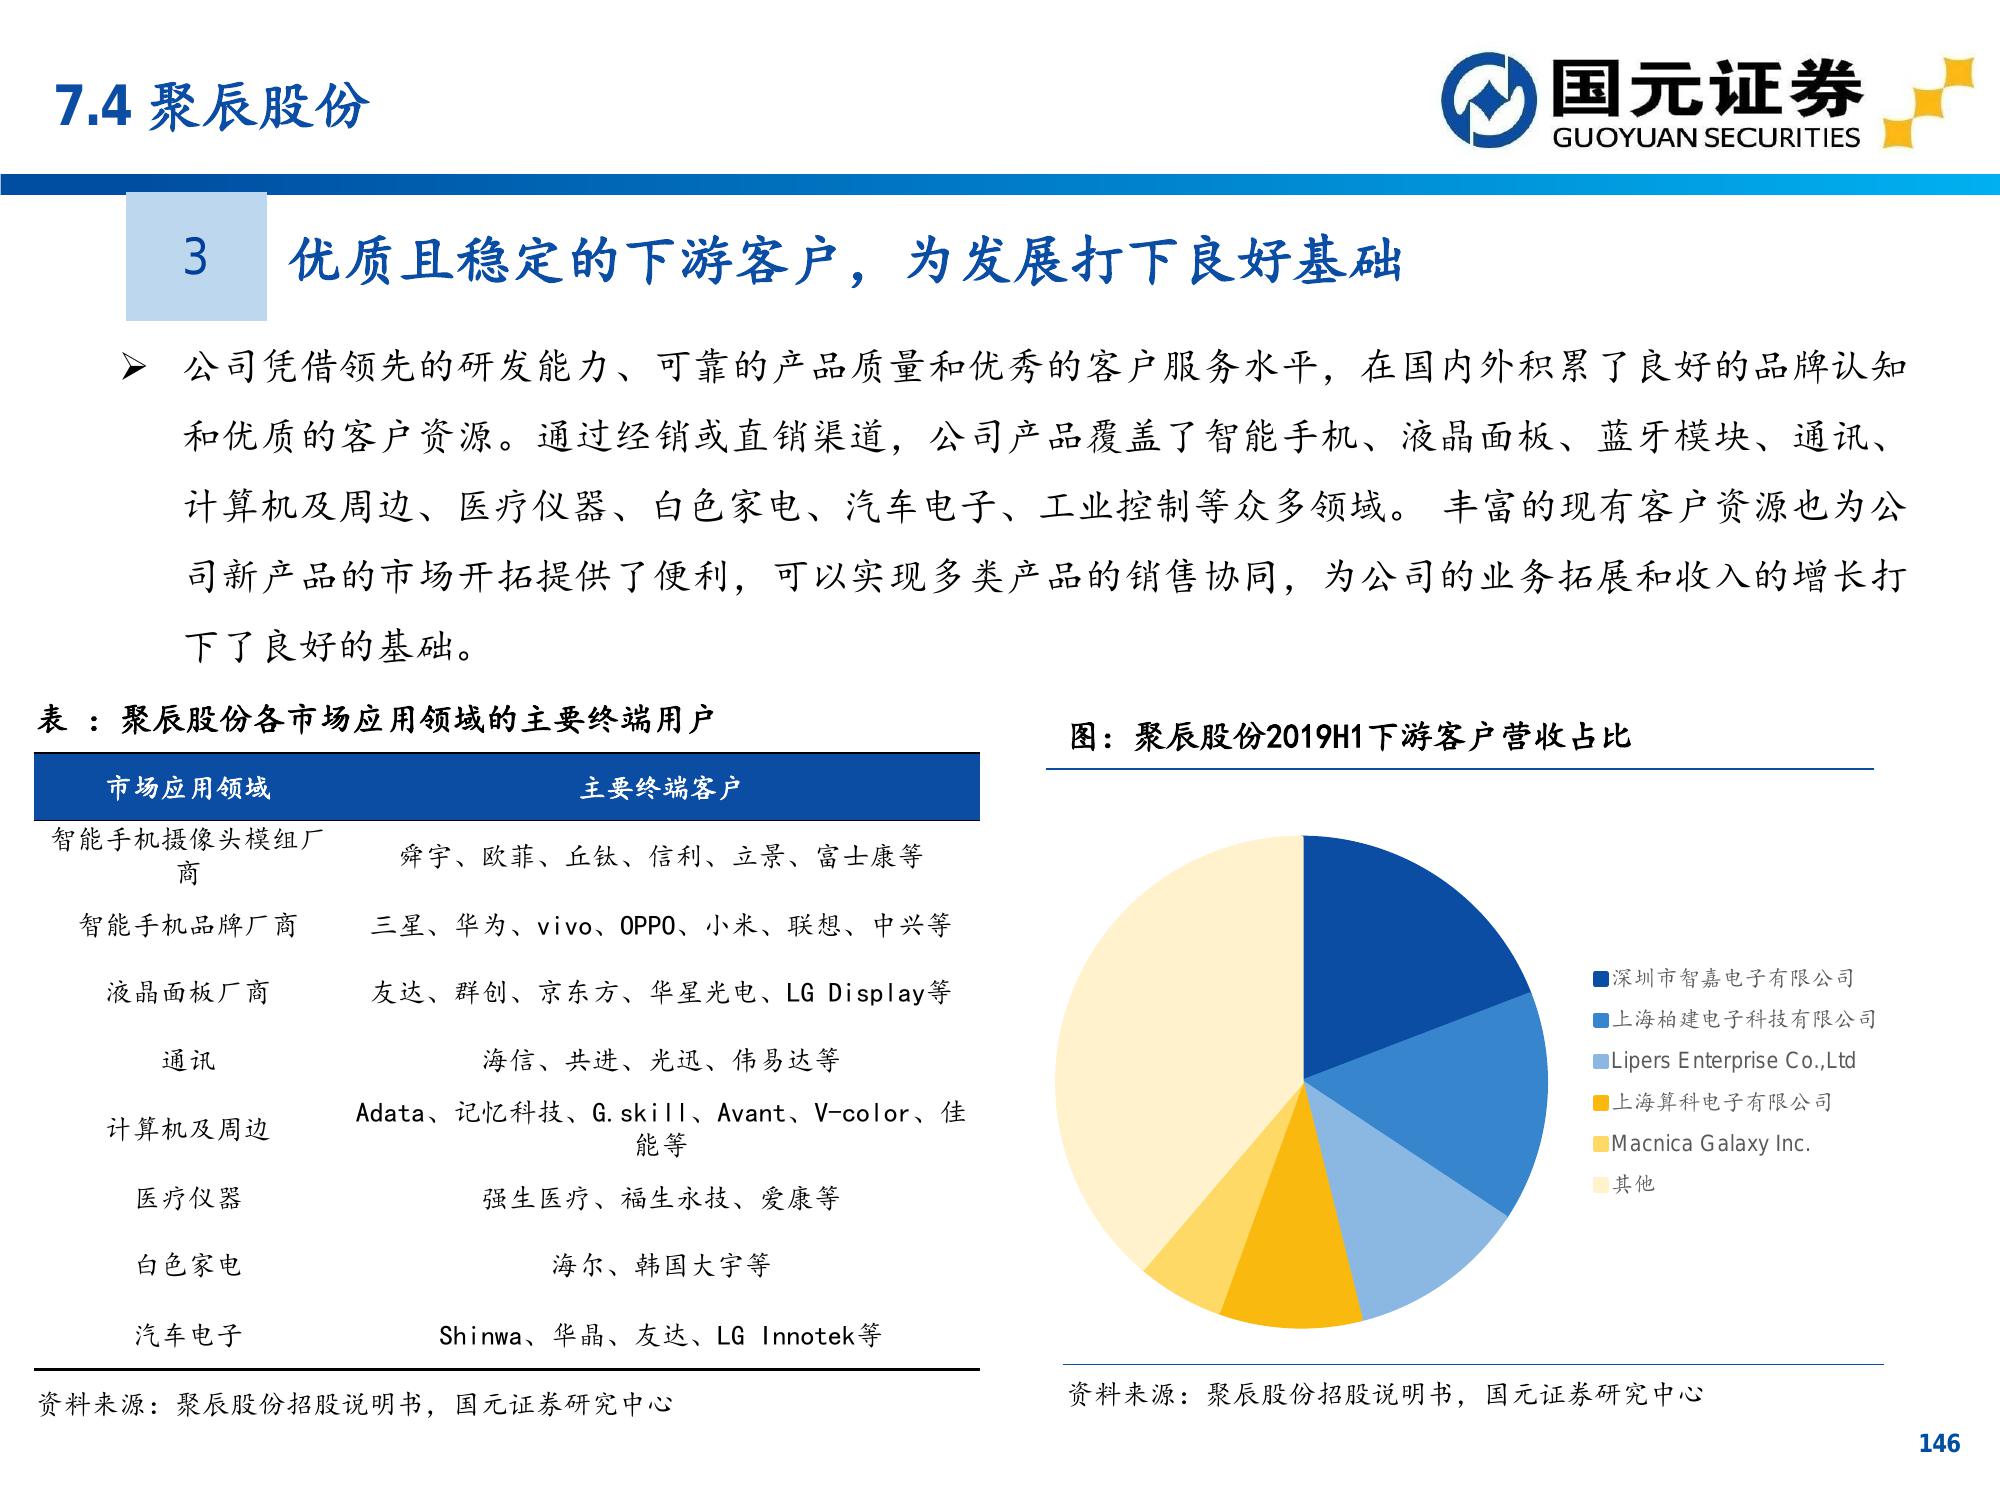 7.4 聚辰股份
国元证券
GUOYUAN SECURITIES
3
优质且稳定的下游客户，为发展打下良好基础
➢ 公司凭借领先的研发能力、可靠的产品质量和优秀的客户服务水平，在国内外积累了良好的品牌认知
和优质的客户资源。通过经销或直销渠道，公司产品覆盖了智能手机、液晶面板、蓝牙模块、通讯、
计算机及周边、医疗仪器、白色家电、汽车电子、工业控制等众多领域。 丰富的现有客户资源也为公
司新产品的市场开拓提供了便利，可以实现多类产品的销售协同，为公司的业务拓展和收入的增长打
下了良好的基础。
表 ：聚辰股份各市场应用领域的主要终端用户
市场应用领域 主要终端客户
智能手机摄像头模组厂
商
舜宇、欧菲、丘钛、信利、立景、富士康等
智能手机品牌厂商 三星、华为、vivo、OPPO、小米、联想、中兴等
液晶面板厂商 友达、群创、京东方、华星光电、LG Display等
通讯 海信、共进、光迅、伟易达等
计算机及周边
Adata、记忆科技、G.skill、Avant、V-color、佳
能等
医疗仪器 强生医疗、福生永技、爱康等
白色家电 海尔、韩国大宇等
汽车电子 Shinwa、华晶、友达、LG Innotek等
资料来源：聚辰股份招股说明书，国元证券研究中心
图：聚辰股份2019H1下游客户营收占比
深圳市智嘉电子有限公司
上海柏建电子科技有限公司
Lipers Enterprise Co.,Ltd
上海算科电子有限公司
Macnica Galaxy Inc.
其他
资料来源：聚辰股份招股说明书，国元证券研究中心
146